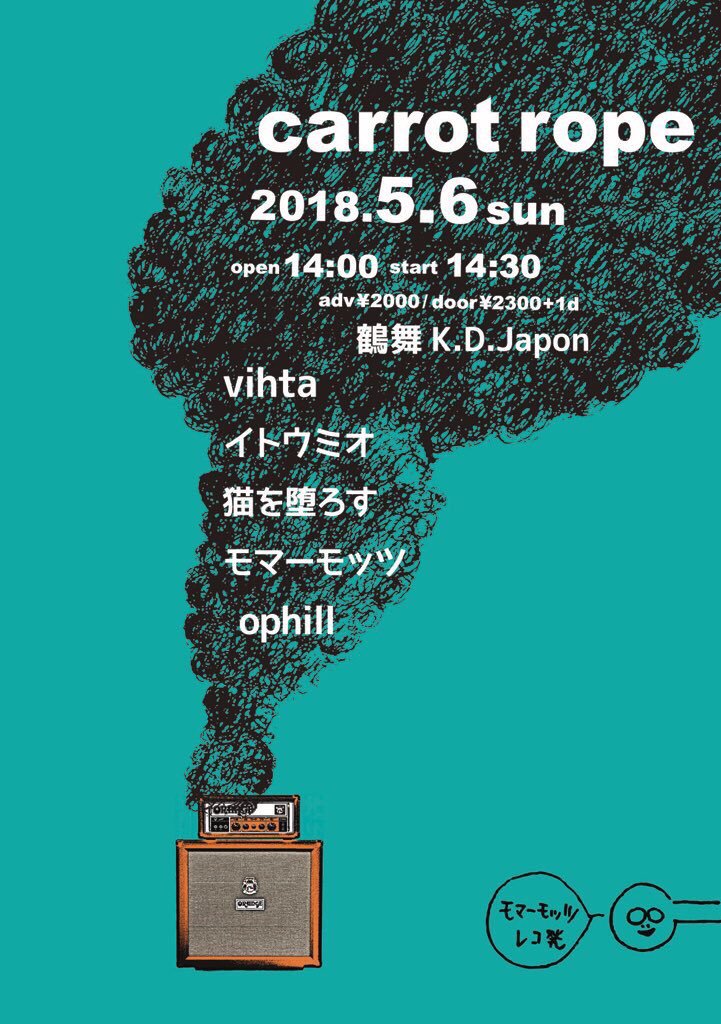 carrot rope
2018.5.6 sun
open 14:00 start 14:30
adv¥2000/door¥2300+1d
鶴舞 K.D.Japon
vihta
イトウミオ
猫を堕ろす
モマーモッツ
ophill
ORANGE
モマーモッツ
レコ発